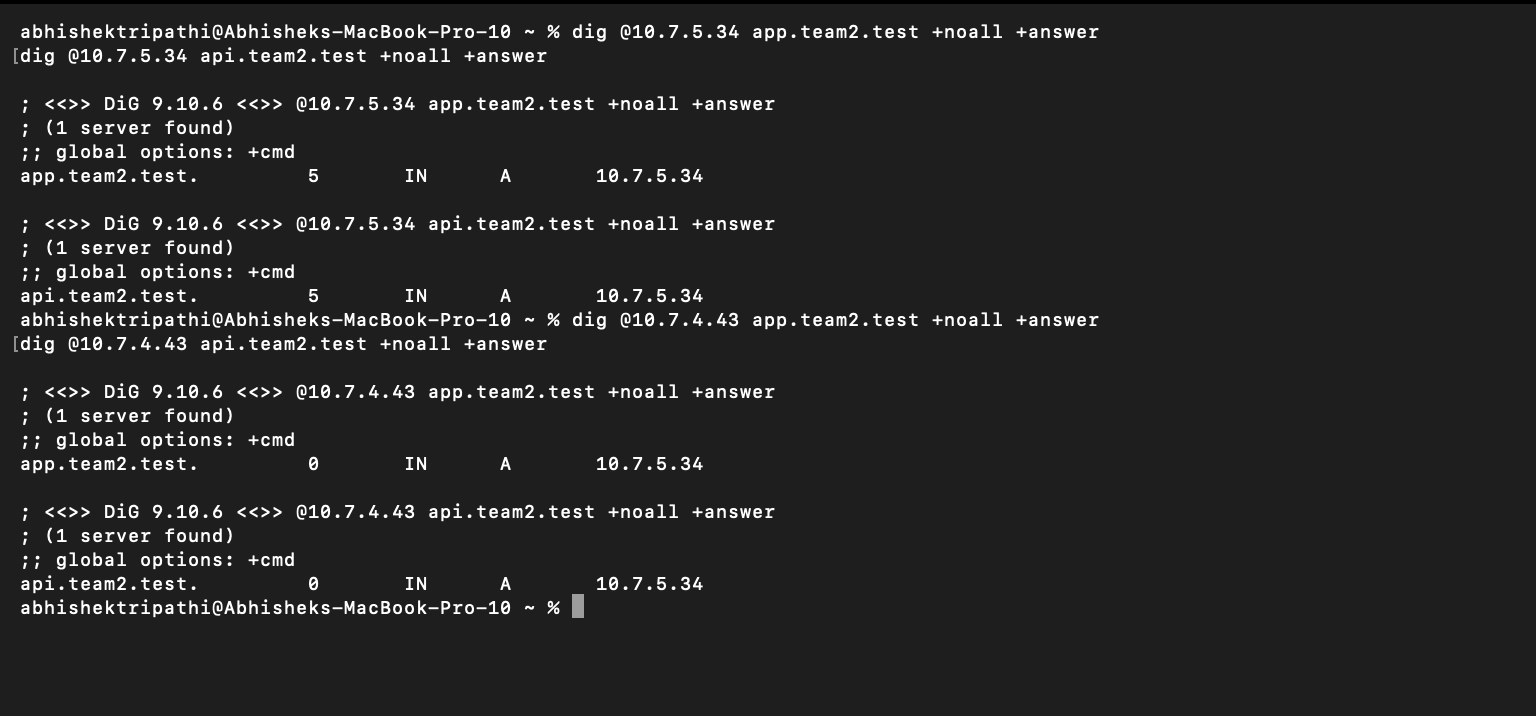 abhishektripathi@Abhisheks-MacBook-Pro-10 ~ % dig @10.7.5.34 app.team2.test +noall +answer
[dig @10.7.5.34 api.team2.test +noall +answer
; <<>> DiG 9.10.6 <<>> @10.7.5.34 app.team2.test +noall +answer
; (1 server found)
;; global options: +cmd
app.team2.test. 5 IN A 10.7.5.34
; <<>> DiG 9.10.6 <<>> @10.7.5.34 api.team2.test +noall +answer
; (1 server found)
;; global options: +cmd
api.team2.test. 5 IN A 10.7.5.34
abhishektripathi@Abhisheks-MacBook-Pro-10 ~ % dig @10.7.4.43 app.team2.test +noall +answer
[dig @10.7.4.43 api.team2.test +noall +answer
; <<>> DiG 9.10.6 <<>> @10.7.4.43 app.team2.test +noall +answer
; (1 server found)
;; global options: +cmd
app.team2.test. 0 IN A 10.7.5.34
; <<>> DiG 9.10.6 <<>> @10.7.4.43 api.team2.test +noall +answer
; (1 server found)
;; global options: +cmd
api.team2.test. 0 IN A 10.7.5.34
abhishektripathi@Abhisheks-MacBook-Pro-10 ~ %